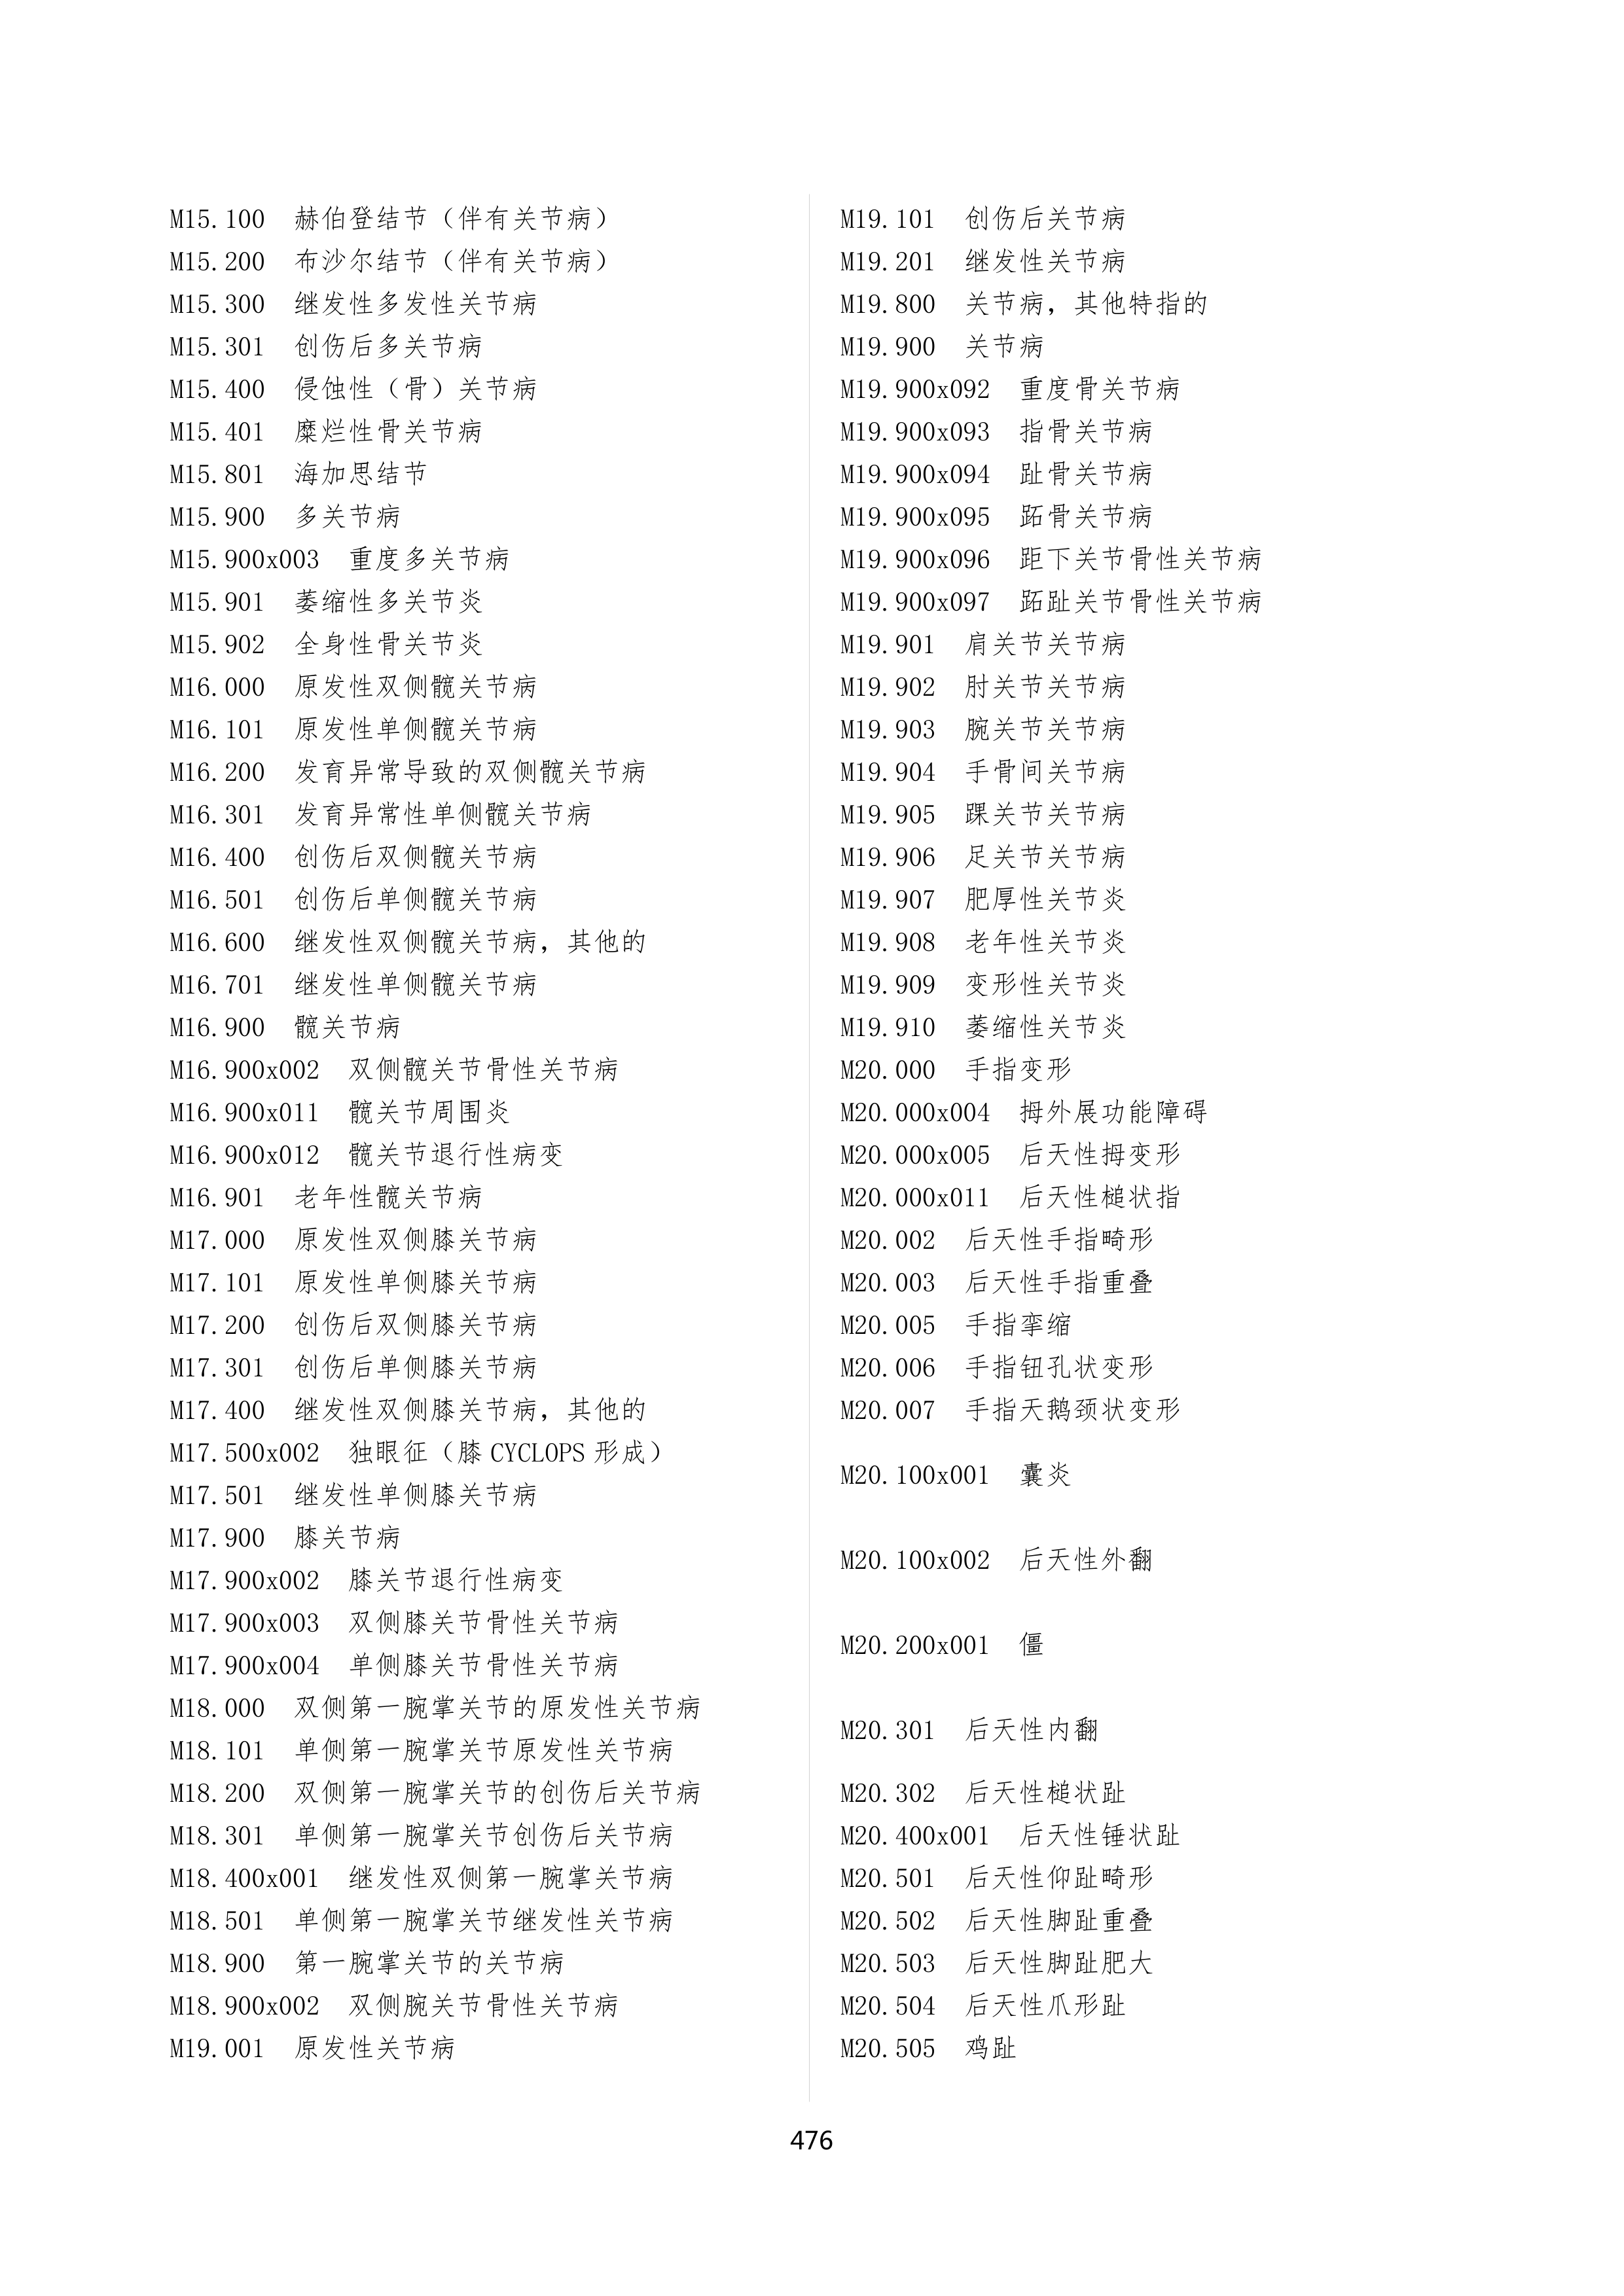 M15.100 赫伯登结节（伴有关节病）
M15.200 布沙尔结节（伴有关节病）
M15.300 继发性多发性关节病
M15.301 创伤后多关节病
M15.400 侵蚀性（骨）关节病
M15.401 糜烂性骨关节病
M15.801 海加思结节
M15.900 多关节病
M15.900x003 重度多关节病
M15.901 萎缩性多关节炎
M15.902 全身性骨关节炎
M16.000 原发性双侧髋关节病
M16.101 原发性单侧髋关节病
M16.200 发育异常导致的双侧髋关节病
M16.301 发育异常性单侧髋关节病
M16.400 创伤后双侧髋关节病
M16.501 创伤后单侧髋关节病
M16.600 继发性双侧髋关节病，其他的
M16.701 继发性单侧髋关节病
M16.900 髋关节病
M16.900x002 双侧髋关节骨性关节病
M16.900x011 髋关节周围炎
M16.900x012 髋关节退行性病变
M16.901 老年性髋关节病
M17.000 原发性双侧膝关节病
M17.101 原发性单侧膝关节病
M17.200 创伤后双侧膝关节病
M17.301 创伤后单侧膝关节病
M17.400 继发性双侧膝关节病，其他的
M17.500x002 独眼征（膝 CYCLOPS 形成）
M17.501 继发性单侧膝关节病
M17.900 膝关节病
M17.900x002 膝关节退行性病变
M17.900x003 双侧膝关节骨性关节病
M17.900x004 单侧膝关节骨性关节病
M18.000 双侧第一腕掌关节的原发性关节病
M18.101 单侧第一腕掌关节原发性关节病
M18.200 双侧第一腕掌关节的创伤后关节病
M18.301 单侧第一腕掌关节创伤后关节病
M18.400x001 继发性双侧第一腕掌关节病
M18.501 单侧第一腕掌关节继发性关节病
M18.900 第一腕掌关节的关节病
M18.900x002 双侧腕关节骨性关节病
M19.001 原发性关节病
M19.101 创伤后关节病
M19.201 继发性关节病
M19.800 关节病，其他特指的
M19.900 关节病
M19.900x092 重度骨关节病
M19.900x093 指骨关节病
M19.900x094 趾骨关节病
M19.900x095 跖骨关节病
M19.900x096 距下关节骨性关节病
M19.900x097 跖趾关节骨性关节病
M19.901 肩关节关节病
M19.902 肘关节关节病
M19.903 腕关节关节病
M19.904 手骨间关节病
M19.905 踝关节关节病
M19.906 足关节关节病
M19.907 肥厚性关节炎
M19.908 老年性关节炎
M19.909 变形性关节炎
M19.910 萎缩性关节炎
M20.000 手指变形
M20.000x004 拇外展功能障碍
M20.000x005 后天性拇变形
M20.000x011 后天性槌状指
M20.002 后天性手指畸形
M20.003 后天性手指重叠
M20.005 手指挛缩
M20.006 手指钮孔状变形
M20.007 手指天鹅颈状变形
M20.100x001 囊炎
M20.100x002 后天性外翻
M20.200x001 僵
M20.301 后天性内翻
M20.302 后天性槌状趾
M20.400x001 后天性锤状趾
M20.501 后天性仰趾畸形
M20.502 后天性脚趾重叠
M20.503 后天性脚趾肥大
M20.504 后天性爪形趾
M20.505 鸡趾
476